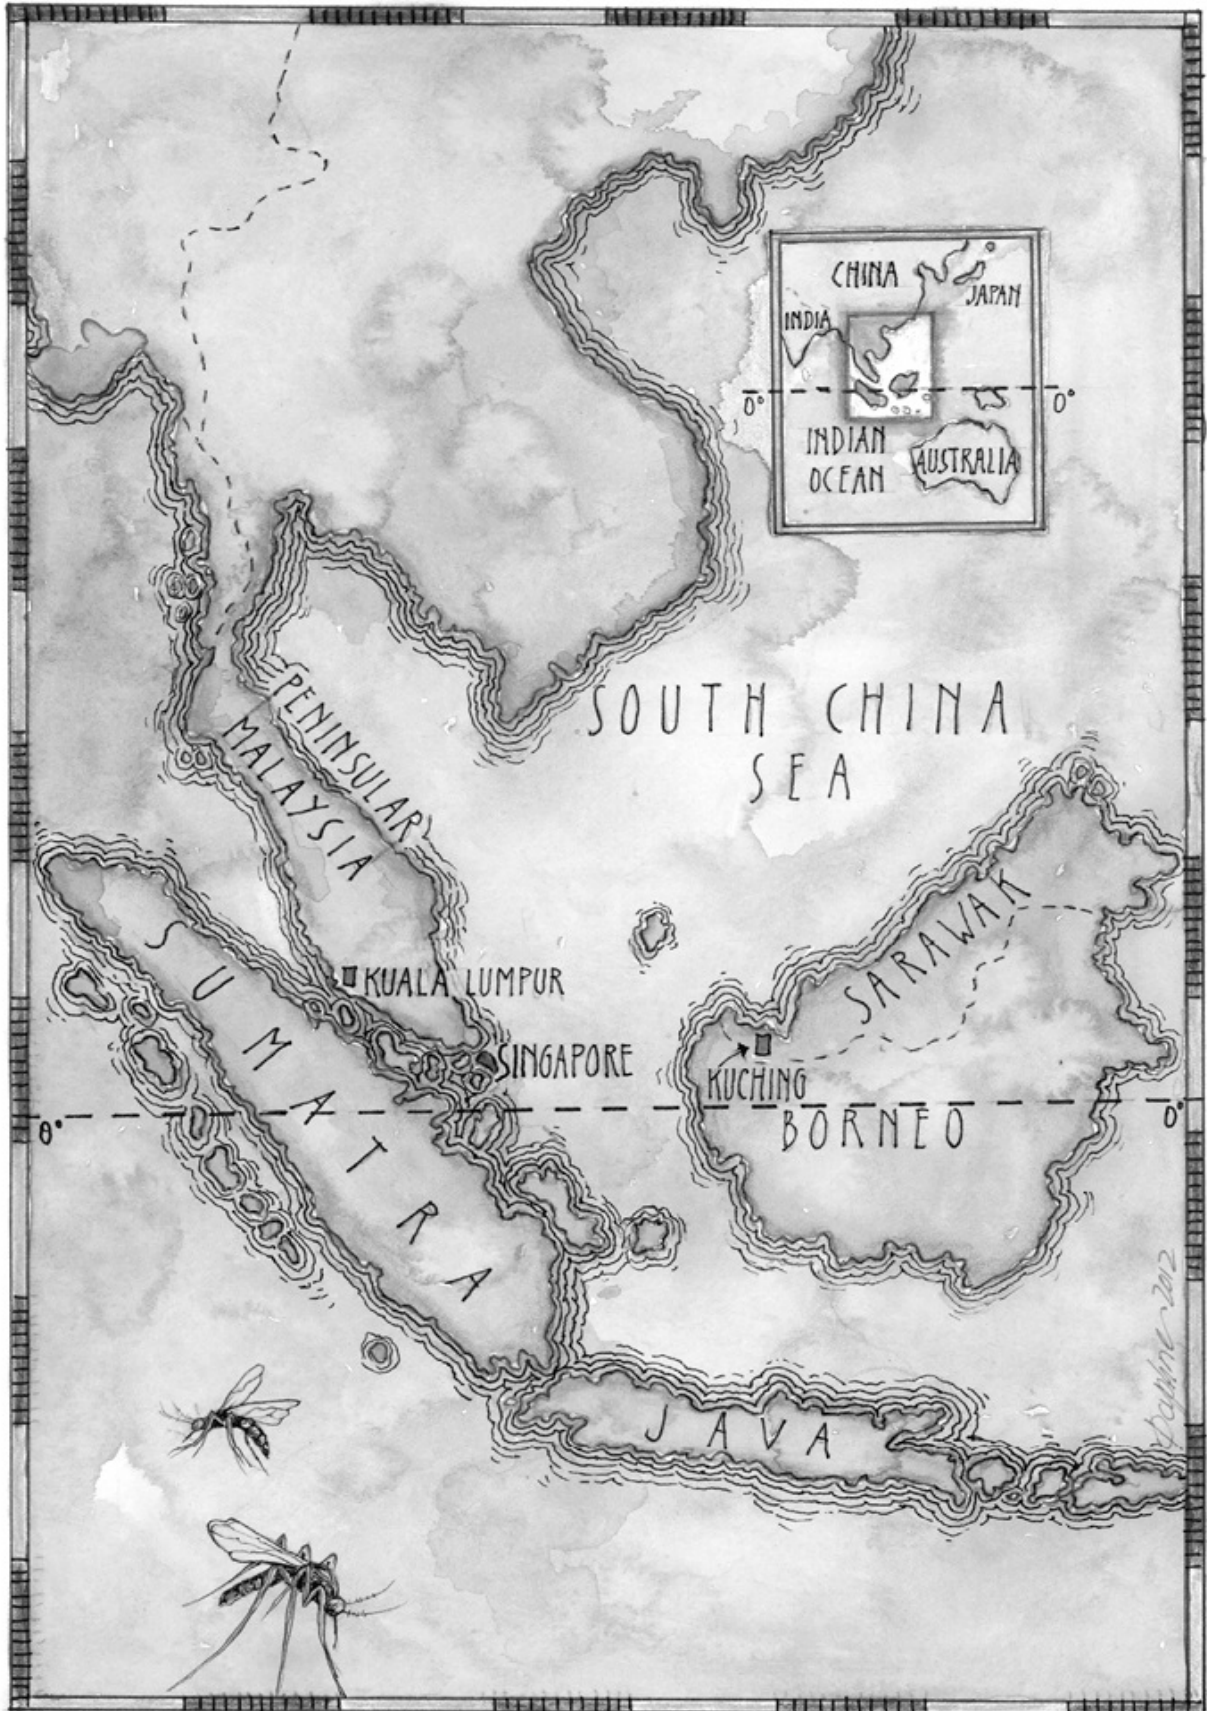 CHINA
JAPAN
INDIA
0°
0°
INDIAN
OCEAN
AUSTRALIA
SOUTH CHINA
SEA
PENINSULAR
MALAYSIA
SARAWAK
SUMATRA
KUALA LUMPUR
SINGAPORE
KUCHING
0°
0°
BORNEO
JAVA
2012